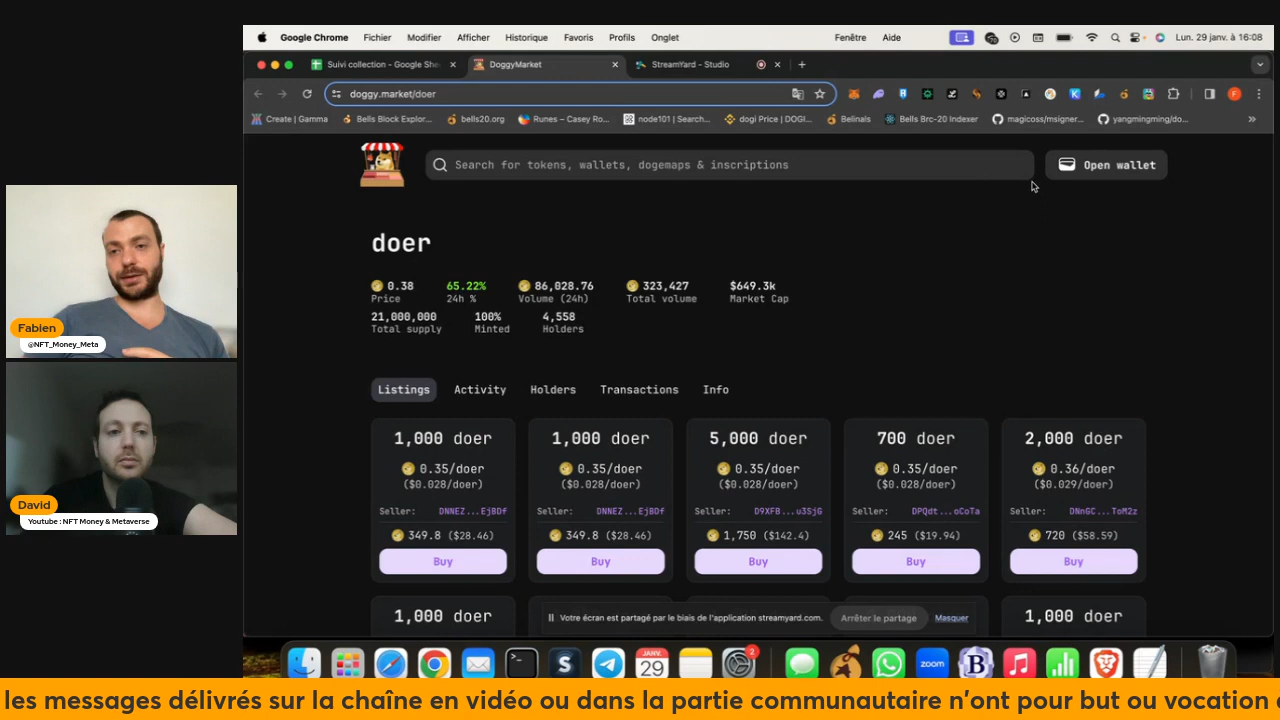 Google Chrome Fichier Modifier Afficher Historique Favoris Profils Onglet Fenêtre Aide Lun. 29 janv. à 16:08
Suivi collection - Google She DoggyMarket StreamYard - Studio
doggy.market/doer
Create | Gamma Bells Block Explor... bells20.org Runes – Casey Ro... node101 | Search... dogi Price | DOGI... Belinals Bells Brc-20 Indexer magicoss/msigner... yangmingming/do...
Search for tokens, wallets, dogemaps & inscriptions
Open wallet
doer
0.38 65.22% 86,028.76 323,427 $649.3k
Price 24h % Volume (24h) Total volume Market Cap
21,000,000 100% 4,558
Total supply Minted Holders
Listings Activity Holders Transactions Info
1,000 doer 1,000 doer 5,000 doer 700 doer 2,000 doer
0.35/doer 0.35/doer 0.35/doer 0.35/doer 0.36/doer
($0.028/doer) ($0.028/doer) ($0.028/doer) ($0.028/doer) ($0.029/doer)
Seller: DNNEZ...EjBDf Seller: DNNEZ...EjBDf Seller: D9XFB...u3SjG Seller: DPQdt...oCoTa Seller: DNnGC...ToM2z
349.8 ($28.46) 349.8 ($28.46) 1,750 ($142.4) 245 ($19.94) 720 ($58.59)
Buy Buy Buy Buy Buy
1,000 doer 1,000 doer
Votre écran est partagé par le biais de l'application streamyard.com. Arrêter le partage Masquer
Fabien
@NFT_Money_Meta
David
Youtube : NFT Money & Metaverse
JANV.
29
2
zoom
les messages délivrés sur la chaîne en vidéo ou dans la partie communautaire n'ont pour but ou vocation